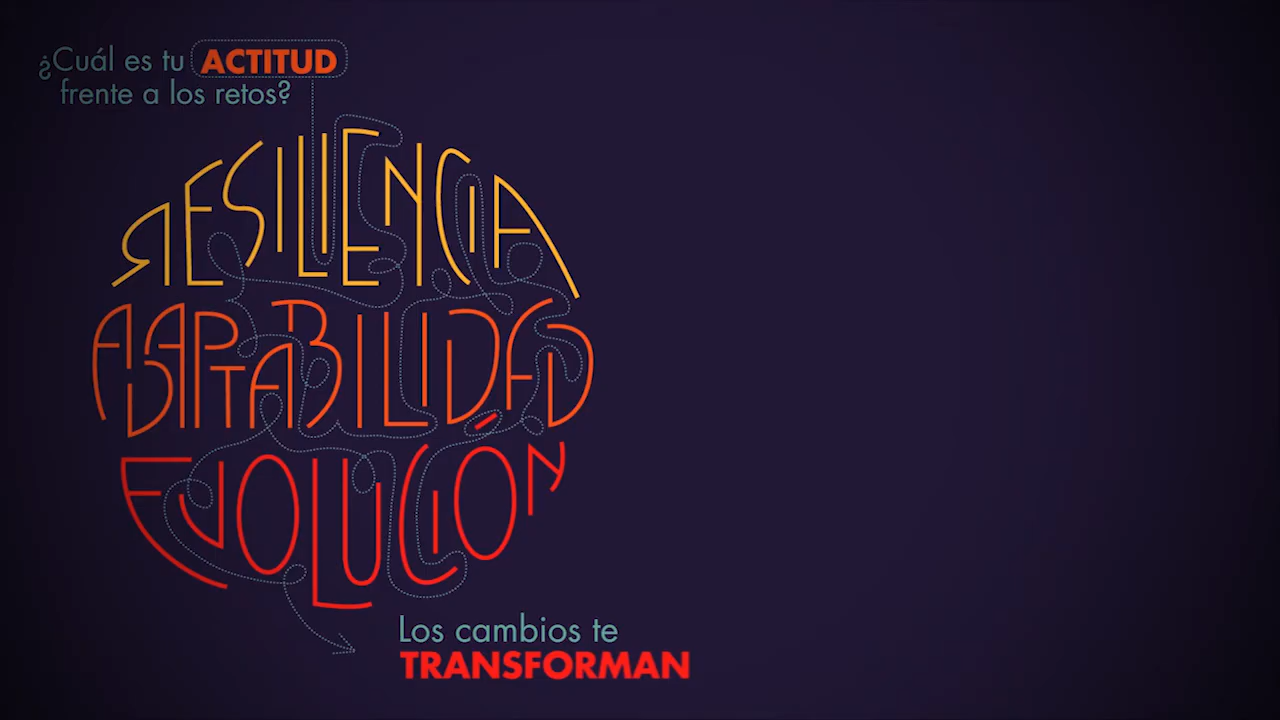 ¿Cuál es tu ACTITUD
frente a los retos?
RESILIENCIA
ADAPTABILIDAD
EVOLUCIÓN
Los cambios te
TRANSFORMAN